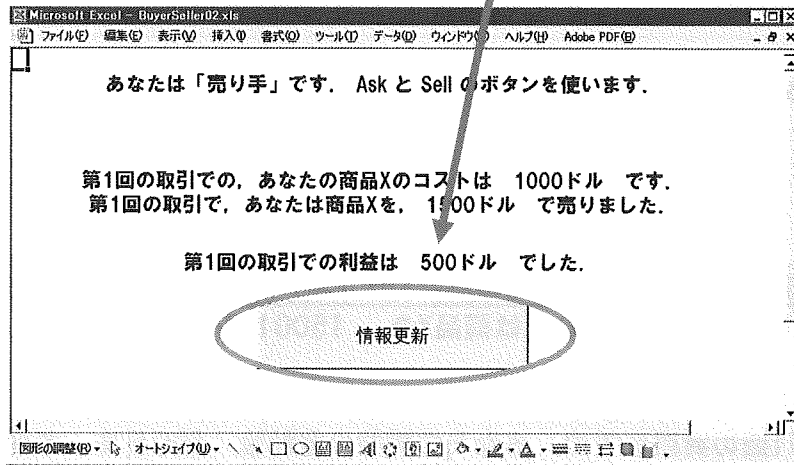 Microsoft Excel - BuyerSeller02.xls
ファイル(F) 編集(E) 表示(V) 挿入(I) 書式(O) ツール(T) データ(D) ウィンドウ(W) ヘルプ(H) Adobe PDF(B)
あなたは「売り手」です． Ask と Sell のボタンを使います．
第1回の取引での，あなたの商品Xのコストは 1000ドル です．
第1回の取引で，あなたは商品Xを， 1500ドル で売りました．
第1回の取引での利益は 500ドル でした．
情報更新
図形の調整(R) オートシェイプ(U)